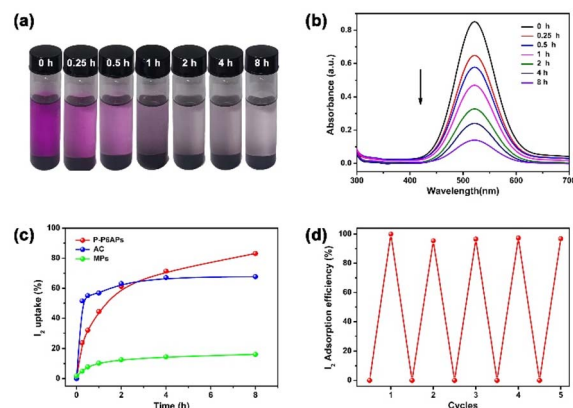 (a)
0 h 0.25 h 0.5 h 1 h 2 h 4 h 8 h
(b)
Absorbance (a.u.)
0.8
0.6
0.4
0.2
0.0
300 400 500 600 700
Wavelength(nm)
0 h
0.25 h
0.5 h
1 h
2 h
4 h
8 h
(c)
I₂ uptake (%)
100
80
60
40
20
0
0 2 4 6 8
Time (h)
P-P6APs
AC
MPs
(d)
I₂ Adsorption efficiency (%)
100
80
60
40
20
0
1 2 3 4 5
Cycles